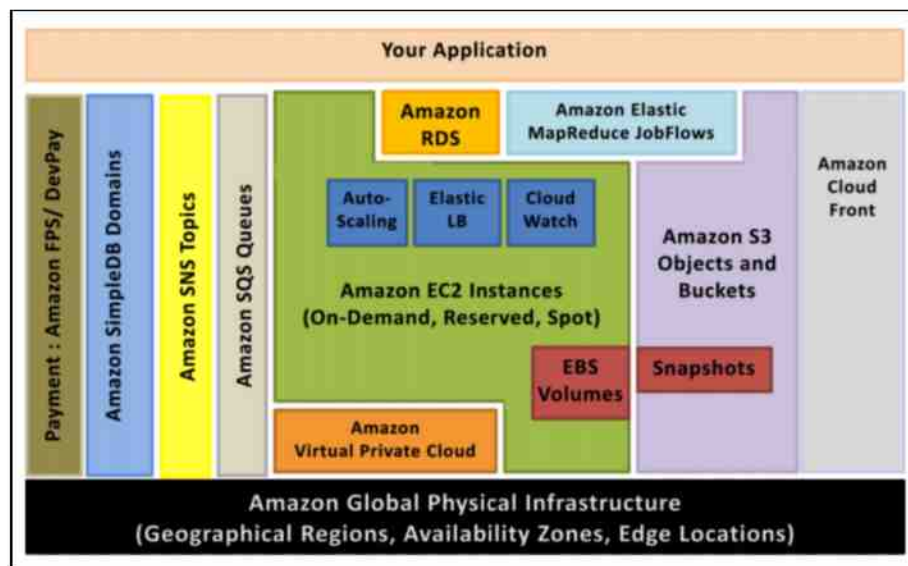 Your Application
Payment : Amazon FPS/ DevPay
Amazon SimpleDB Domains
Amazon SNS Topics
Amazon SQS Queues
Amazon
RDS
Amazon Elastic
MapReduce JobFlows
Amazon
Cloud
Front
Auto-
Scaling
Elastic
LB
Cloud
Watch
Amazon S3
Objects and
Buckets
Amazon EC2 Instances
(On-Demand, Reserved, Spot)
EBS
Volumes
Snapshots
Amazon
Virtual Private Cloud
Amazon Global Physical Infrastructure
(Geographical Regions, Availability Zones, Edge Locations)